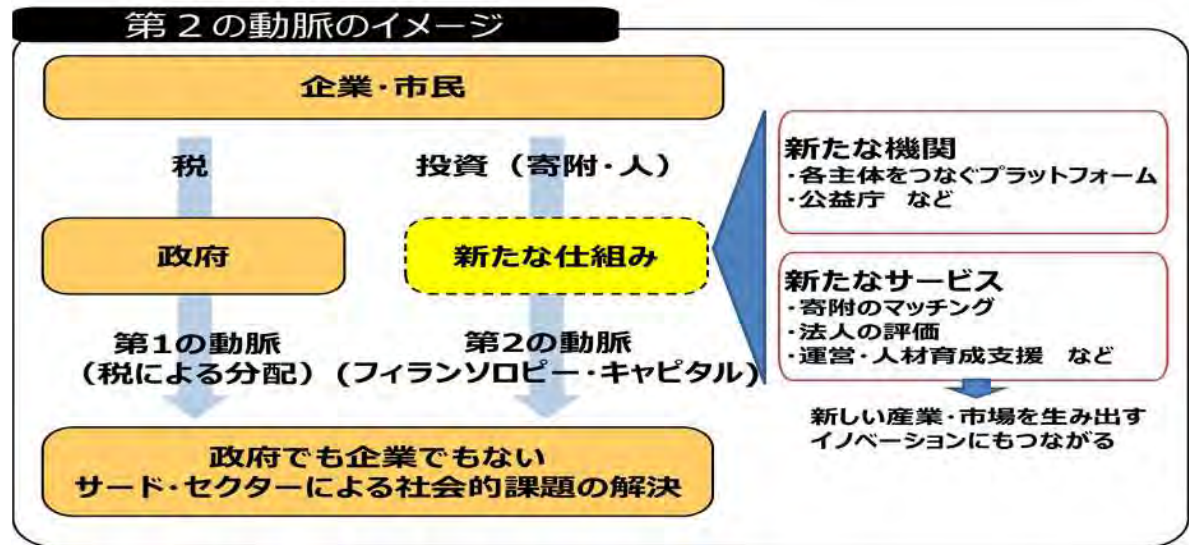 第2の動脈のイメージ
企業・市民
税
投資（寄附・人）
政府
新たな仕組み
第1の動脈
（税による分配）
第2の動脈
（フィランソロピー・キャピタル）
政府でも企業でもない
サード・セクターによる社会的課題の解決
新たな機関
・各主体をつなぐプラットフォーム
・公益庁 など
新たなサービス
・寄附のマッチング
・法人の評価
・運営・人材育成支援 など
新しい産業・市場を生み出す
イノベーションにもつながる